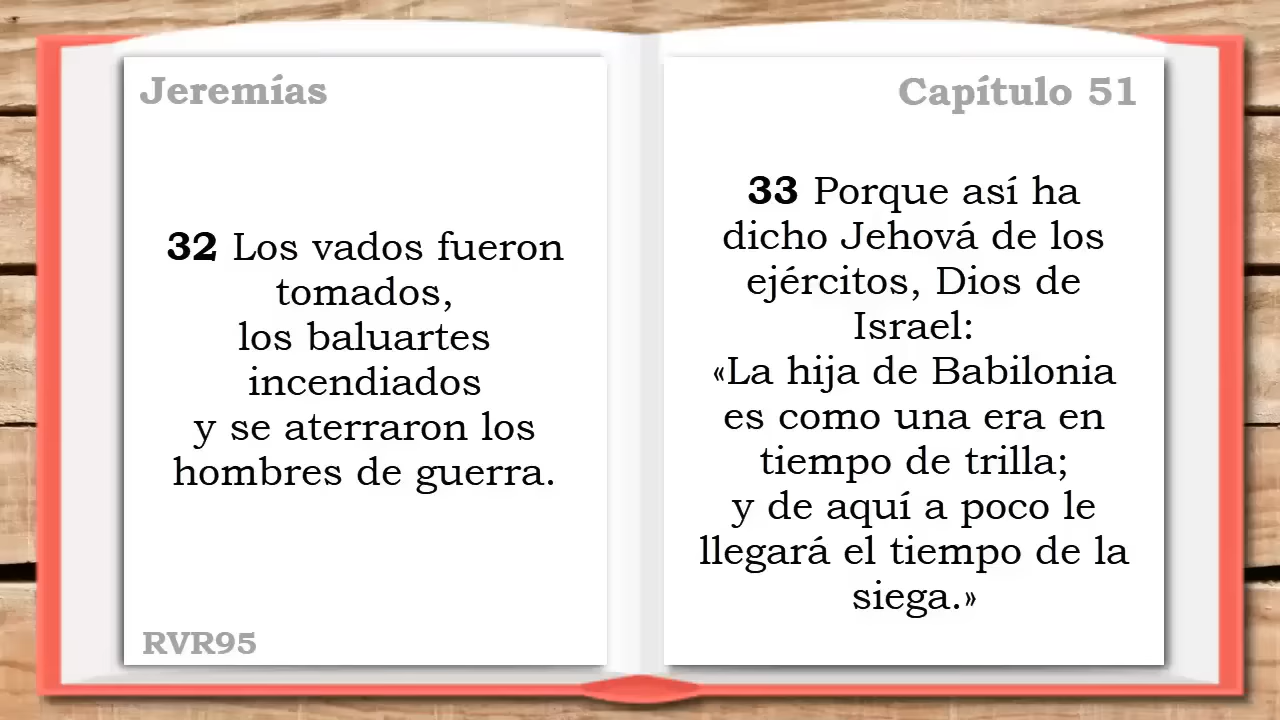 Jeremías
32 Los vados fueron
tomados,
los baluartes
incendiados
y se aterraron los
hombres de guerra.
RVR95
Capítulo 51
33 Porque así ha
dicho Jehová de los
ejércitos, Dios de
Israel:
«La hija de Babilonia
es como una era en
tiempo de trilla;
y de aquí a poco le
llegará el tiempo de la
siega.»